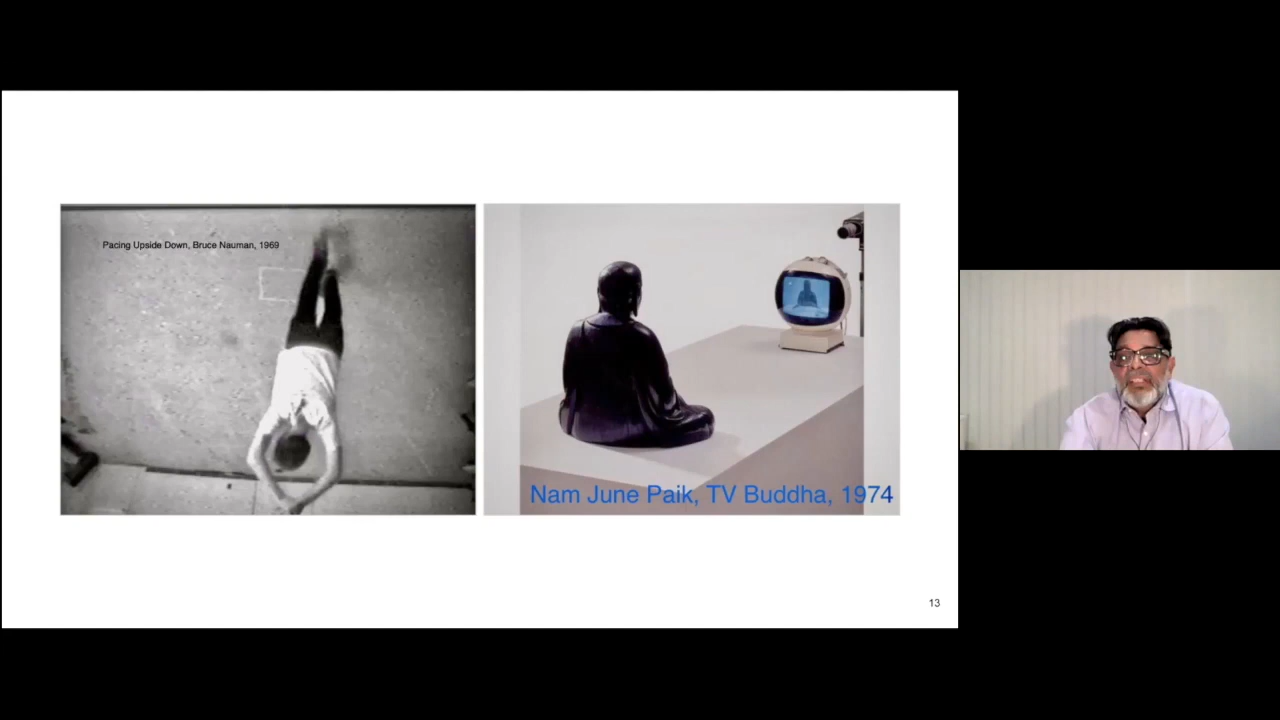 Pacing Upside Down, Bruce Nauman, 1969
Nam June Paik, TV Buddha, 1974
13